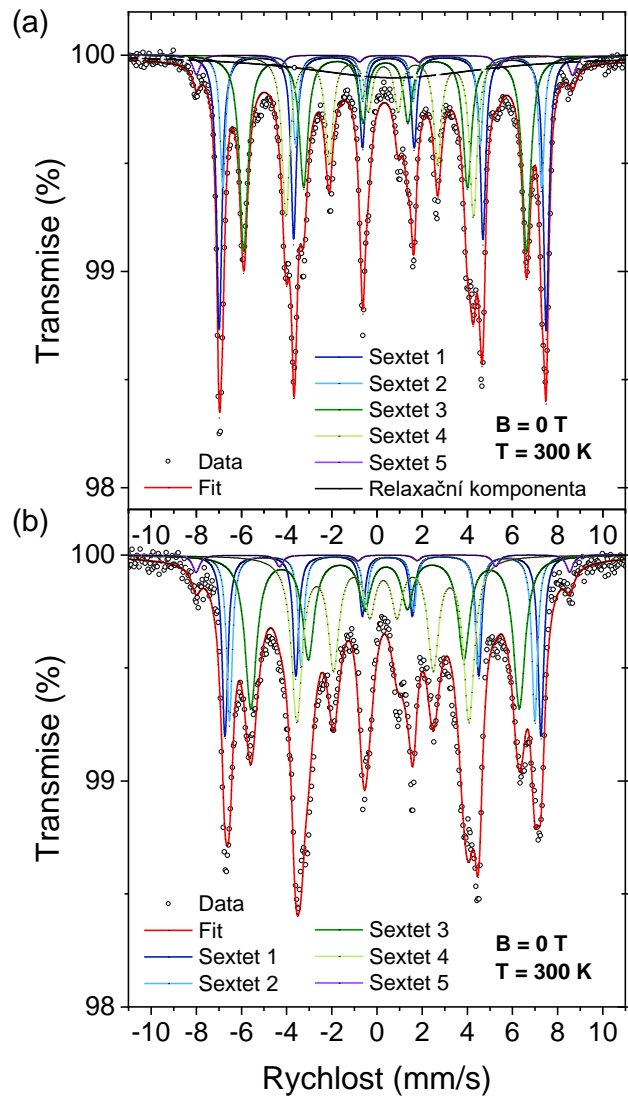 (a)
100
99
98
Transmise (%)
Data
Fit
Sextet 1
Sextet 2
Sextet 3
Sextet 4
Sextet 5
Relaxační komponenta
B = 0 T
T = 300 K
-10 -8 -6 -4 -2 0 2 4 6 8 10
(b)
100
99
98
Transmise (%)
Data
Fit
Sextet 1
Sextet 2
Sextet 3
Sextet 4
Sextet 5
B = 0 T
T = 300 K
-10 -8 -6 -4 -2 0 2 4 6 8 10
Rychlost (mm/s)